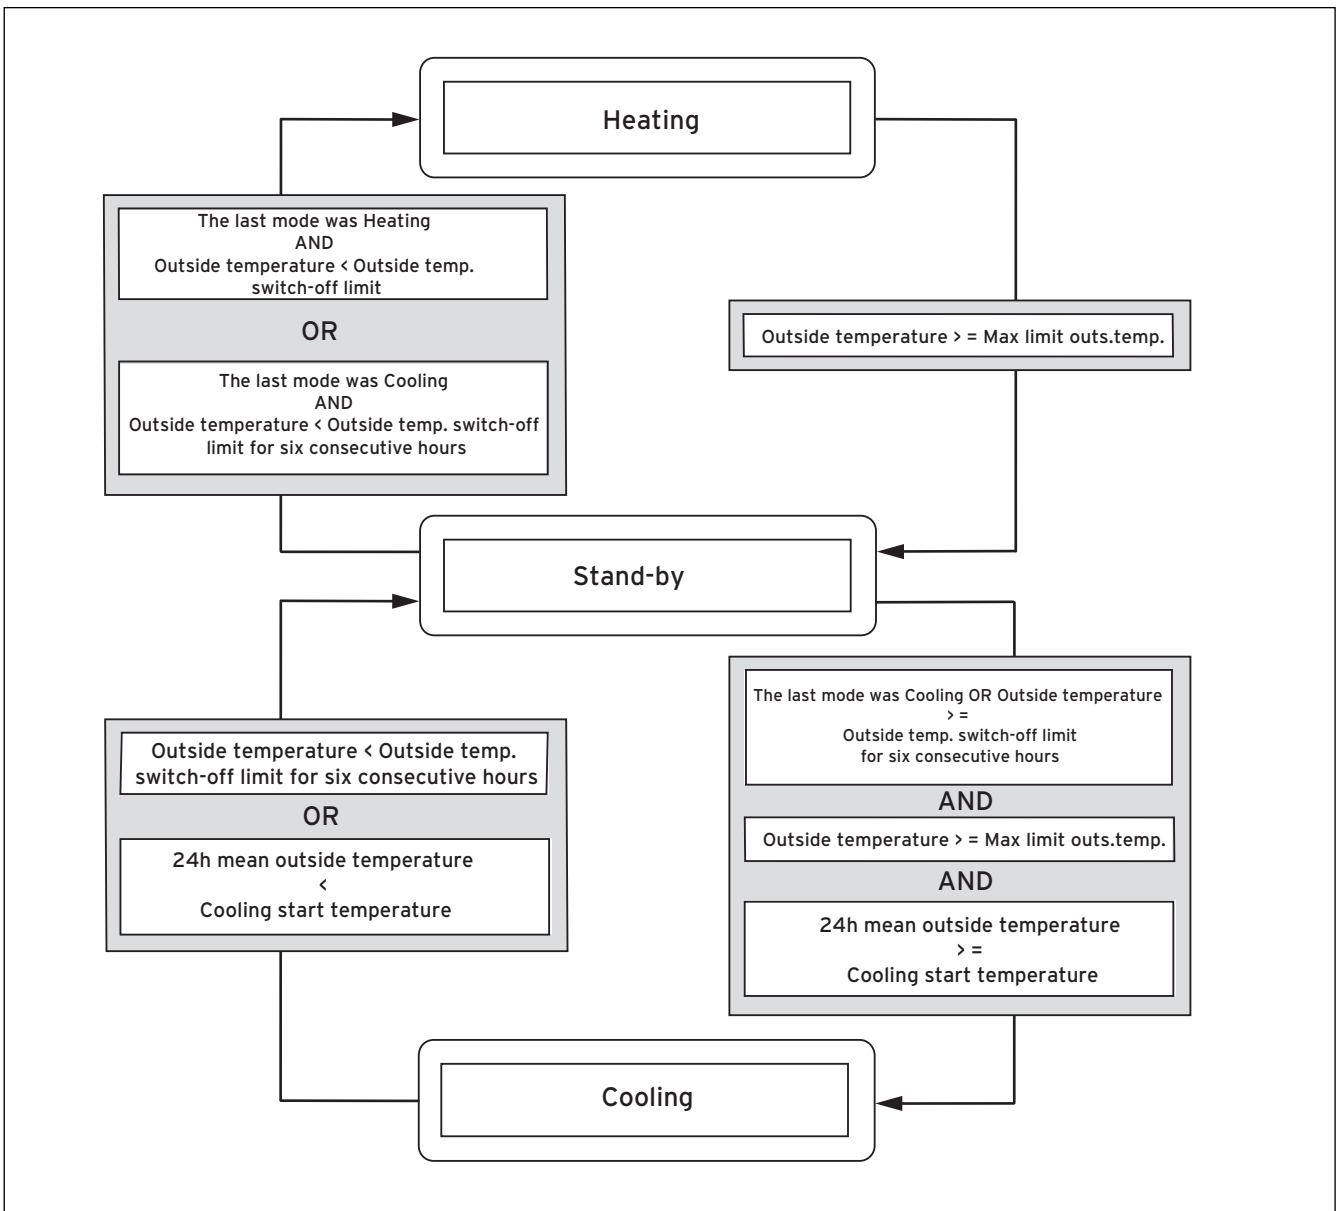 Heating
The last mode was Heating
AND
Outside temperature < Outside temp.
switch-off limit
OR
The last mode was Cooling
AND
Outside temperature < Outside temp. switch-off
limit for six consecutive hours
Outside temperature > = Max limit outs.temp.
Stand-by
Outside temperature < Outside temp.
switch-off limit for six consecutive hours
OR
24h mean outside temperature
<
Cooling start temperature
The last mode was Cooling OR Outside temperature
> =
Outside temp. switch-off limit
for six consecutive hours
AND
Outside temperature > = Max limit outs.temp.
AND
24h mean outside temperature
> =
Cooling start temperature
Cooling